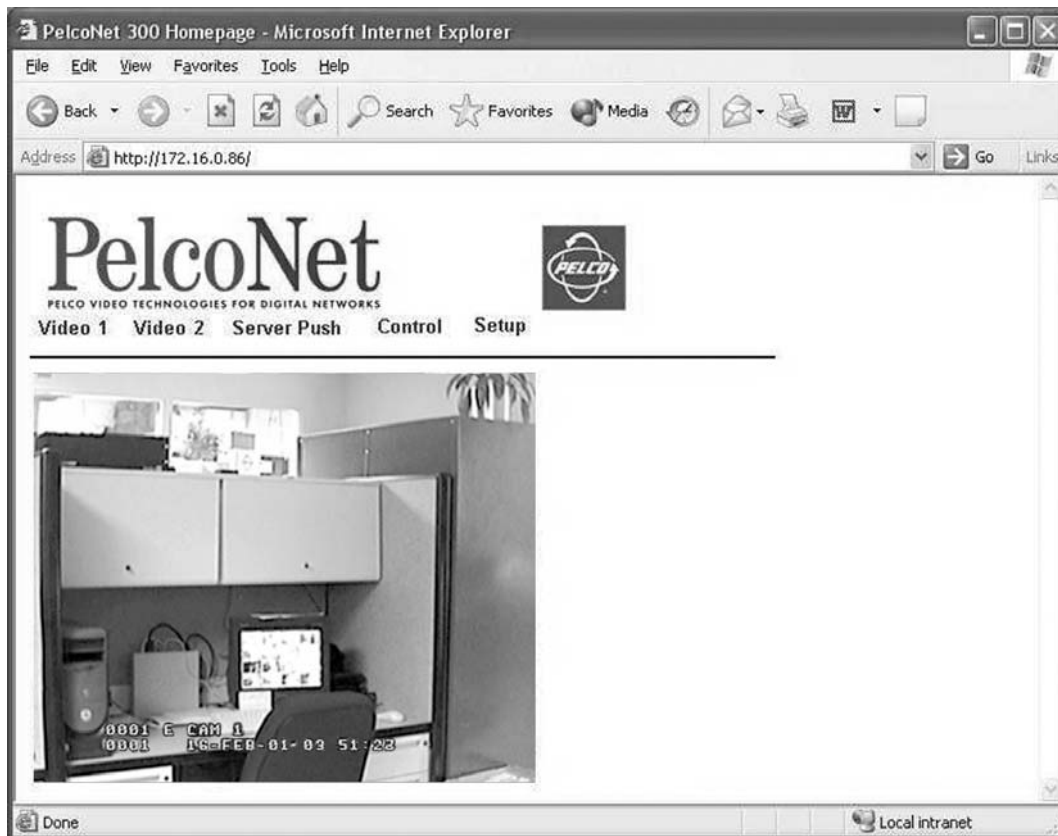 PelcoNet 300 Homepage - Microsoft Internet Explorer
File Edit View Favorites Tools Help
Back Search Favorites Media W
Address http://172.16.0.86/ Go Links
PelcoNet
PELCO
PELCO VIDEO TECHNOLOGIES FOR DIGITAL NETWORKS
Video 1 Video 2 Server Push Control Setup
0001 E CAM 1
0001 16-FEB-01-03 51:22
Done Local intranet